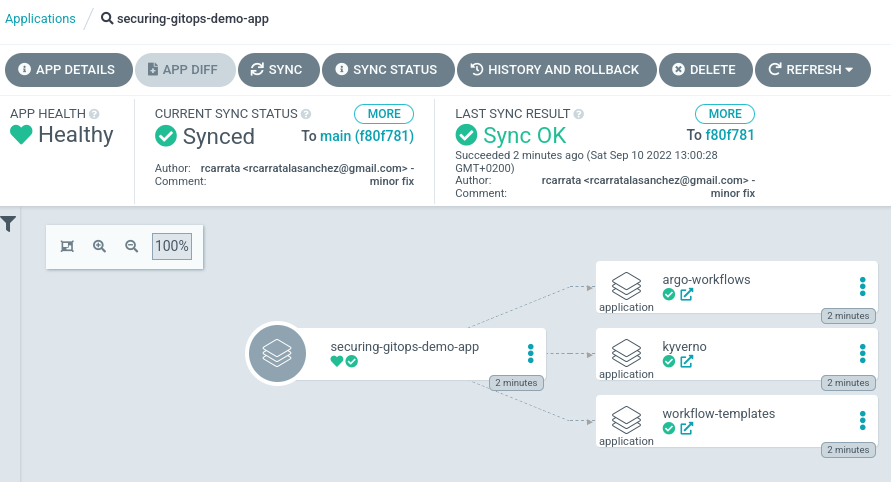 Applications / securing-gitops-demo-app
APP DETAILS APP DIFF SYNC SYNC STATUS HISTORY AND ROLLBACK DELETE REFRESH
APP HEALTH
Healthy
CURRENT SYNC STATUS MORE
Synced To main (f80f781)
Author: rcarrata <rcarratalasanchez@gmail.com> -
Comment: minor fix
LAST SYNC RESULT MORE
Sync OK To f80f781
Succeeded 2 minutes ago (Sat Sep 10 2022 13:00:28
GMT+0200)
Author: rcarrata <rcarratalasanchez@gmail.com> -
Comment: minor fix
100%
securing-gitops-demo-app
2 minutes
argo-workflows
application
2 minutes
kyverno
application
2 minutes
workflow-templates
application
2 minutes